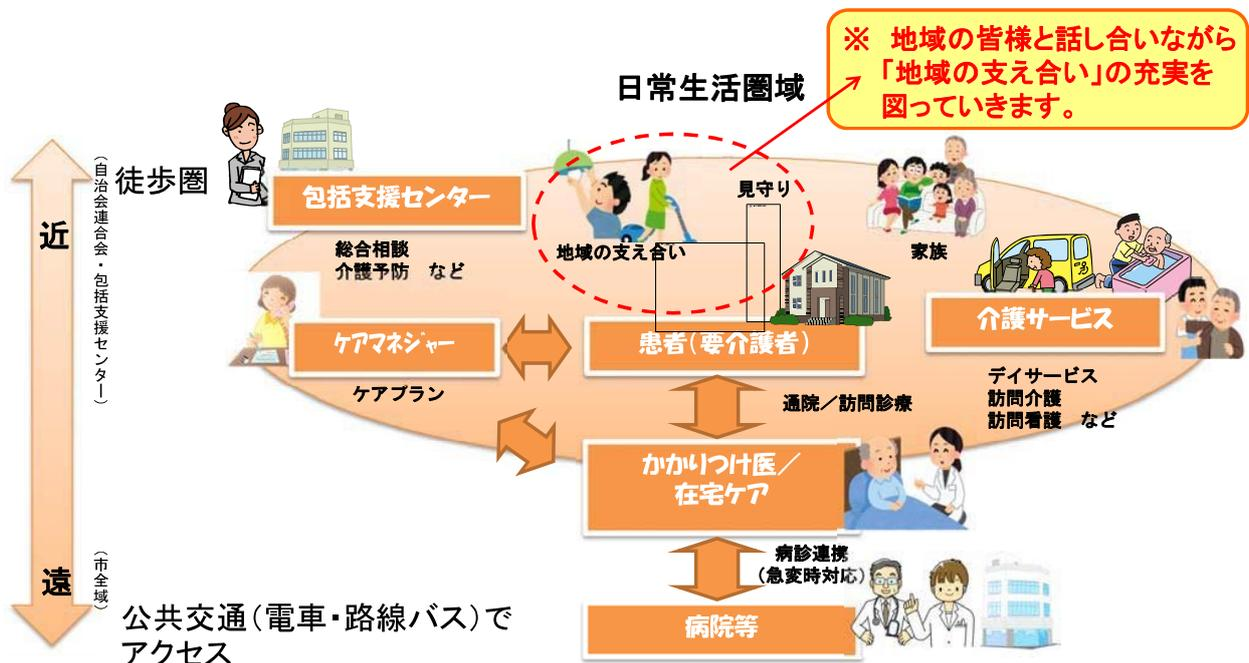 ※ 地域の皆様と話し合いながら
「地域の支え合い」の充実を
図っていきます。
日常生活圏域
近
(自治会連合会・包括支援センター)
徒歩圏
包括支援センター
総合相談
介護予防 など
見守り
地域の支え合い
家族
介護サービス
デイサービス
訪問介護
訪問看護 など
ケアマネジャー
ケアプラン
患者(要介護者)
通院/訪問診療
かかりつけ医/
在宅ケア
病診連携
(急変時対応)
病院等
遠
(市全域)
公共交通(電車・路線バス)で
アクセス